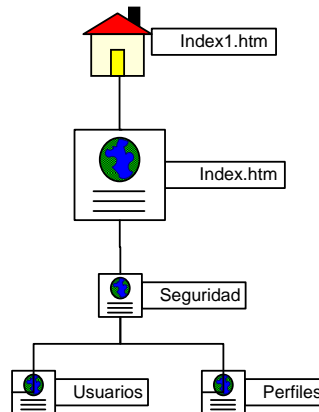 Index1.htm
Index.htm
Seguridad
Usuarios
Perfiles